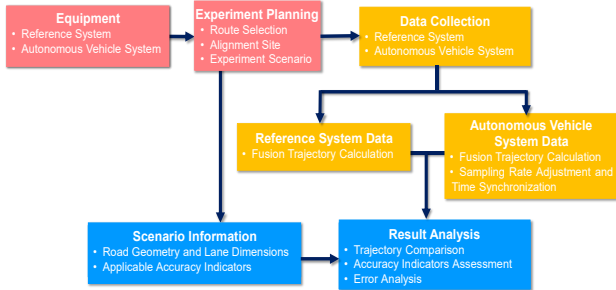 Equipment
• Reference System
• Autonomous Vehicle System
Experiment Planning
• Route Selection
• Alignment Site
• Experiment Scenario
Data Collection
• Reference System
• Autonomous Vehicle System
Reference System Data
• Fusion Trajectory Calculation
Autonomous Vehicle
System Data
• Fusion Trajectory Calculation
• Sampling Rate Adjustment and
Time Synchronization
Scenario Information
• Road Geometry and Lane Dimensions
• Applicable Accuracy Indicators
Result Analysis
• Trajectory Comparison
• Accuracy Indicators Assessment
• Error Analysis